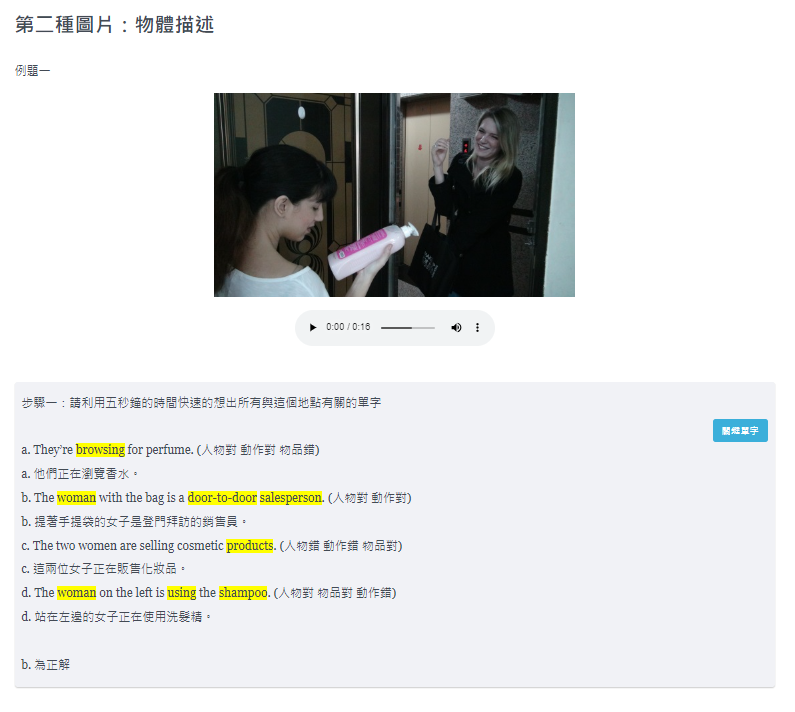 第二種圖片：物體描述
例題一
0:00 / 0:16
步驟一：請利用五秒鐘的時間快速的想出所有與這個地點有關的單字
關鍵單字
a. They’re browsing for perfume. (人物對 動作對 物品錯)
a. 他們正在瀏覽香水。
b. The woman with the bag is a door-to-door salesperson. (人物對 動作對)
b. 提著手提袋的女子是登門拜訪的銷售員。
c. The two women are selling cosmetic products. (人物錯 動作錯 物品對)
c. 這兩位女子正在販售化妝品。
d. The woman on the left is using the shampoo. (人物對 物品對 動作錯)
d. 站在左邊的女子正在使用洗髮精。
b. 為正解